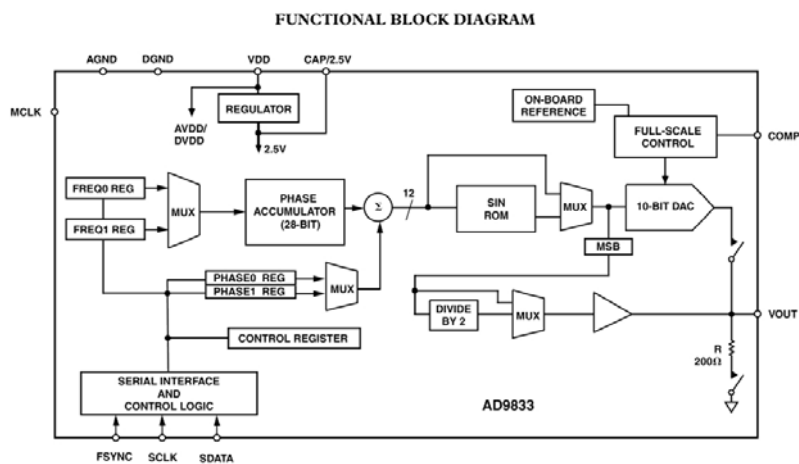 FUNCTIONAL BLOCK DIAGRAM
AGND
DGND
VDD
CAP/2.5V
MCLK
REGULATOR
AVDD/
DVDD
2.5V
ON-BOARD
REFERENCE
FULL-SCALE
CONTROL
COMP
FREQ0 REG
FREQ1 REG
MUX
PHASE
ACCUMULATOR
(28-BIT)
Σ
12
SIN
ROM
MUX
10-BIT DAC
MSB
PHASE0 REG
PHASE1 REG
MUX
DIVIDE
BY 2
MUX
VOUT
CONTROL REGISTER
R
200Ω
SERIAL INTERFACE
AND
CONTROL LOGIC
AD9833
FSYNC
SCLK
SDATA